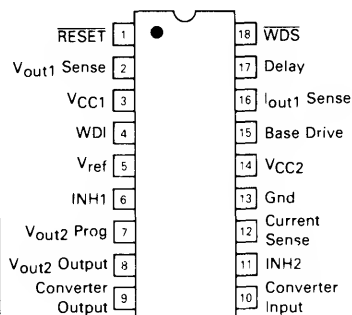 RESET 1
Vout1 Sense 2
VCC1 3
WDI 4
Vref 5
INH1 6
Vout2 Prog 7
Vout2 Output 8
Converter
Output 9
18 WDS
17 Delay
16 Iout1 Sense
15 Base Drive
14 VCC2
13 Gnd
12 Current
Sense
11 INH2
10 Converter
Input